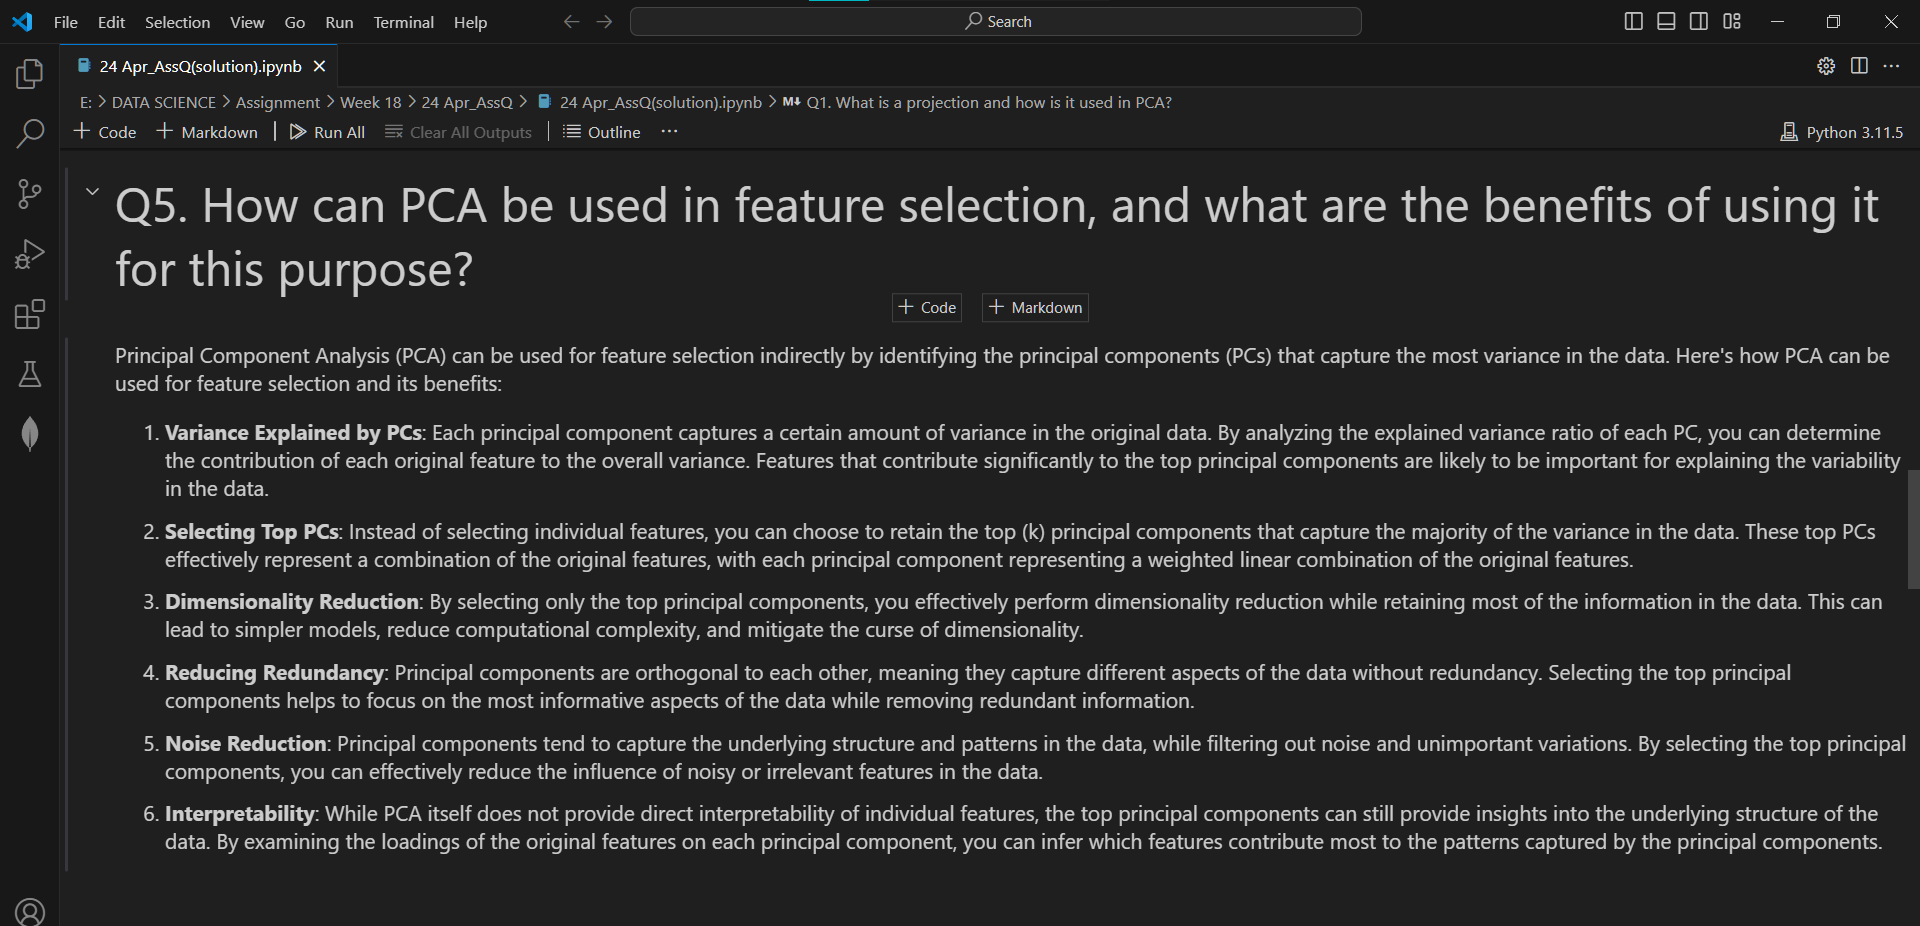 File Edit Selection View Go Run Terminal Help
Search
24 Apr_AssQ(solution).ipynb
E: > DATA SCIENCE > Assignment > Week 18 > 24 Apr_AssQ > 24 Apr_AssQ(solution).ipynb > M↓ Q1. What is a projection and how is it used in PCA?
+ Code + Markdown | Run All Clear All Outputs | Outline ···
Python 3.11.5
Q5. How can PCA be used in feature selection, and what are the benefits of using it
for this purpose?
+ Code + Markdown
Principal Component Analysis (PCA) can be used for feature selection indirectly by identifying the principal components (PCs) that capture the most variance in the data. Here's how PCA can be
used for feature selection and its benefits:
1. Variance Explained by PCs: Each principal component captures a certain amount of variance in the original data. By analyzing the explained variance ratio of each PC, you can determine
the contribution of each original feature to the overall variance. Features that contribute significantly to the top principal components are likely to be important for explaining the variability
in the data.
2. Selecting Top PCs: Instead of selecting individual features, you can choose to retain the top (k) principal components that capture the majority of the variance in the data. These top PCs
effectively represent a combination of the original features, with each principal component representing a weighted linear combination of the original features.
3. Dimensionality Reduction: By selecting only the top principal components, you effectively perform dimensionality reduction while retaining most of the information in the data. This can
lead to simpler models, reduce computational complexity, and mitigate the curse of dimensionality.
4. Reducing Redundancy: Principal components are orthogonal to each other, meaning they capture different aspects of the data without redundancy. Selecting the top principal
components helps to focus on the most informative aspects of the data while removing redundant information.
5. Noise Reduction: Principal components tend to capture the underlying structure and patterns in the data, while filtering out noise and unimportant variations. By selecting the top principal
components, you can effectively reduce the influence of noisy or irrelevant features in the data.
6. Interpretability: While PCA itself does not provide direct interpretability of individual features, the top principal components can still provide insights into the underlying structure of the
data. By examining the loadings of the original features on each principal component, you can infer which features contribute most to the patterns captured by the principal components.